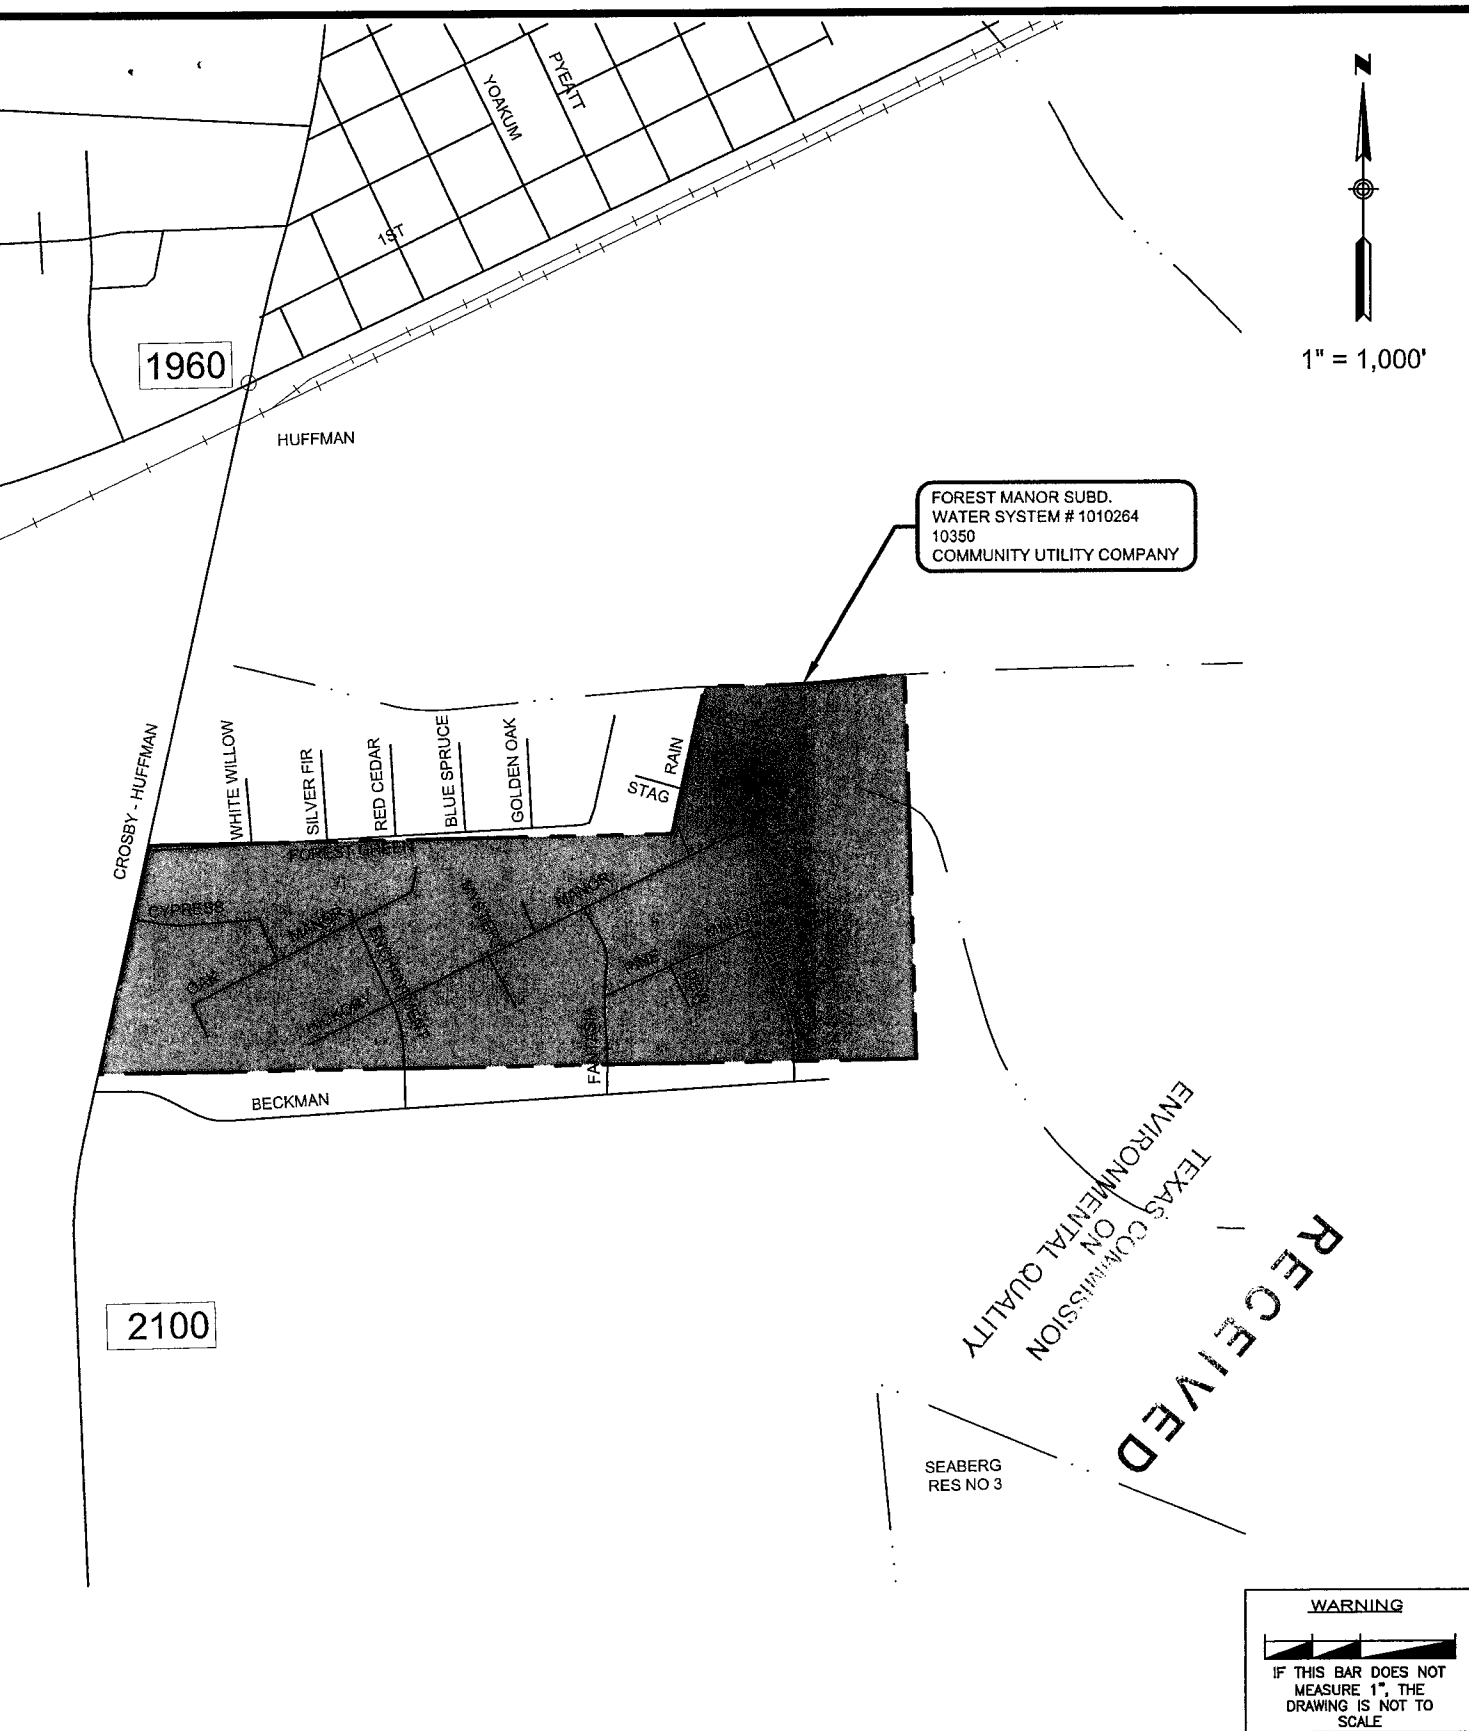 N
1" = 1,000'
YOAKUM
PYEATT
1ST
1960
HUFFMAN
FOREST MANOR SUBD.
WATER SYSTEM # 1010264
10350
COMMUNITY UTILITY COMPANY
CROSBY - HUFFMAN
WHITE WILLOW
SILVER FIR
RED CEDAR
BLUE SPRUCE
GOLDEN OAK
RAIN
STAG
FOREST GREEN
CYPRESS
MANOR
OAK
ENCHANTMENT
HICKORY
MANOR
PINE
FANTASIA
BECKMAN
TEXAS COMMISSION
ON
ENVIRONMENTAL QUALITY
RECEIVED
2100
SEABERG
RES NO 3
WARNING
IF THIS BAR DOES NOT
MEASURE 1", THE
DRAWING IS NOT TO
SCALE